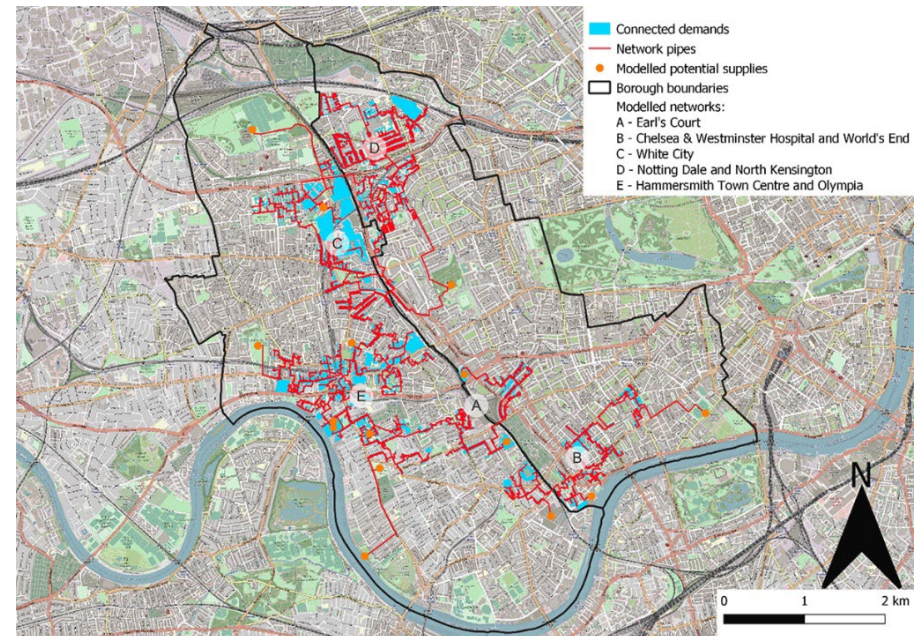 Connected demands
Network pipes
Modelled potential supplies
Borough boundaries
Modelled networks:
A - Earl's Court
B - Chelsea & Westminster Hospital and World's End
C - White City
D - Notting Dale and North Kensington
E - Hammersmith Town Centre and Olympia
D
C
E
A
B
N
0 1 2 km